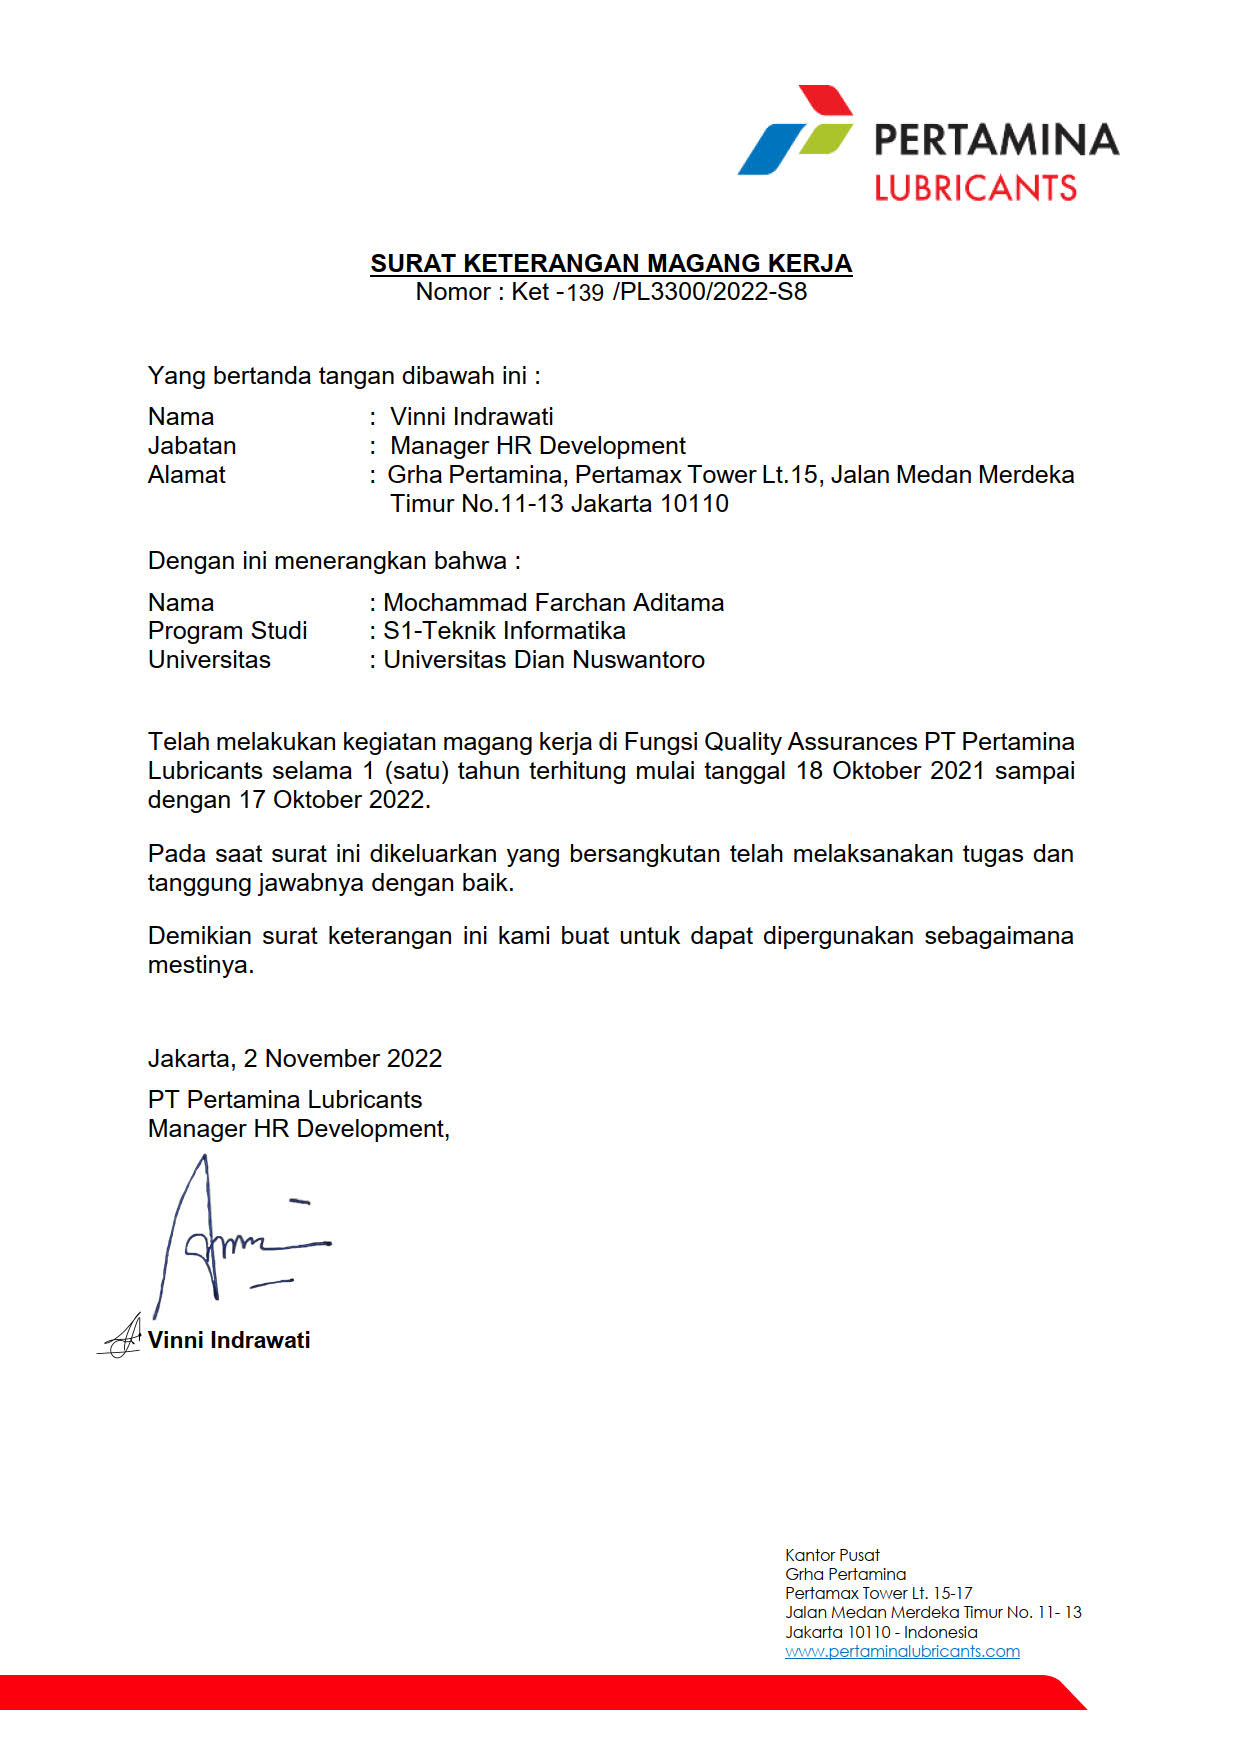 PERTAMINA
LUBRICANTS
SURAT KETERANGAN MAGANG KERJA
Nomor : Ket -139 /PL3300/2022-S8
Yang bertanda tangan dibawah ini :
Nama : Vinni Indrawati
Jabatan : Manager HR Development
Alamat : Grha Pertamina, Pertamax Tower Lt.15, Jalan Medan Merdeka
Timur No.11-13 Jakarta 10110
Dengan ini menerangkan bahwa :
Nama : Mochammad Farchan Aditama
Program Studi : S1-Teknik Informatika
Universitas : Universitas Dian Nuswantoro
Telah melakukan kegiatan magang kerja di Fungsi Quality Assurances PT Pertamina
Lubricants selama 1 (satu) tahun terhitung mulai tanggal 18 Oktober 2021 sampai
dengan 17 Oktober 2022.
Pada saat surat ini dikeluarkan yang bersangkutan telah melaksanakan tugas dan
tanggung jawabnya dengan baik.
Demikian surat keterangan ini kami buat untuk dapat dipergunakan sebagaimana
mestinya.
Jakarta, 2 November 2022
PT Pertamina Lubricants
Manager HR Development,
Vinni Indrawati
Kantor Pusat
Grha Pertamina
Pertamax Tower Lt. 15-17
Jalan Medan Merdeka Timur No. 11- 13
Jakarta 10110 - Indonesia
www.pertaminalubricants.com